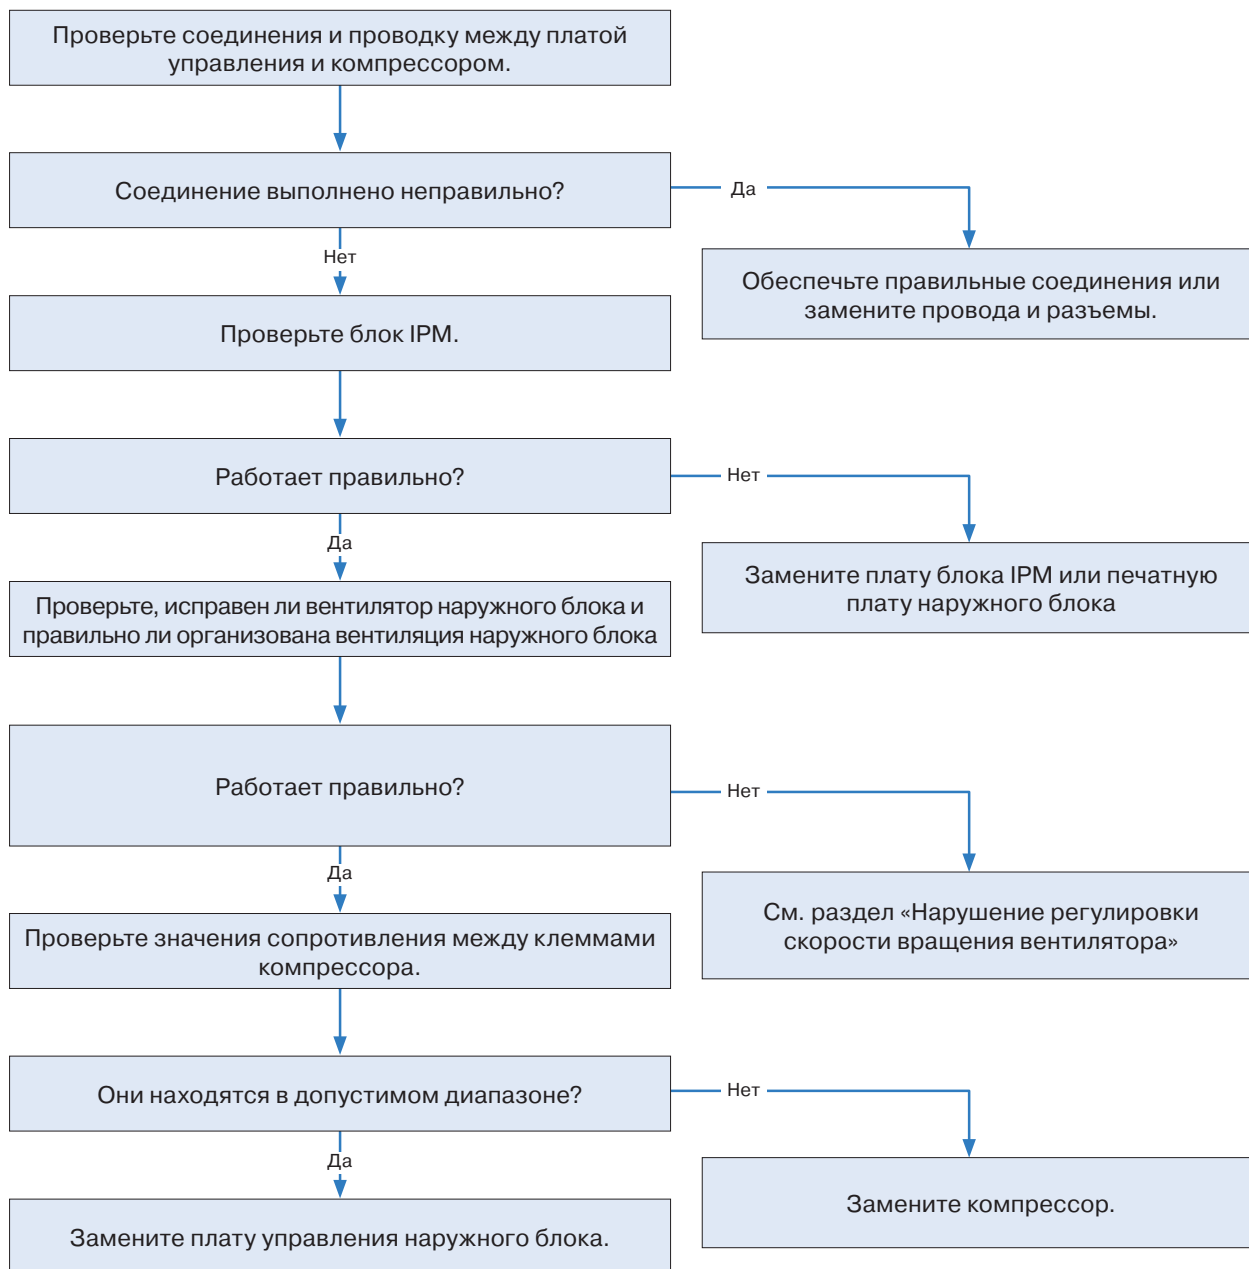 Проверьте соединения и проводку между платой
управления и компрессором.
Соединение выполнено неправильно?
Да
Нет
Обеспечьте правильные соединения или
замените провода и разъемы.
Проверьте блок IPM.
Работает правильно?
Нет
Да
Замените плату блока IPM или печатную
плату наружного блока
Проверьте, исправен ли вентилятор наружного блока и
правильно ли организована вентиляция наружного блока
Работает правильно?
Нет
Да
См. раздел «Нарушение регулировки
скорости вращения вентилятора»
Проверьте значения сопротивления между клеммами
компрессора.
Они находятся в допустимом диапазоне?
Нет
Да
Замените компрессор.
Замените плату управления наружного блока.